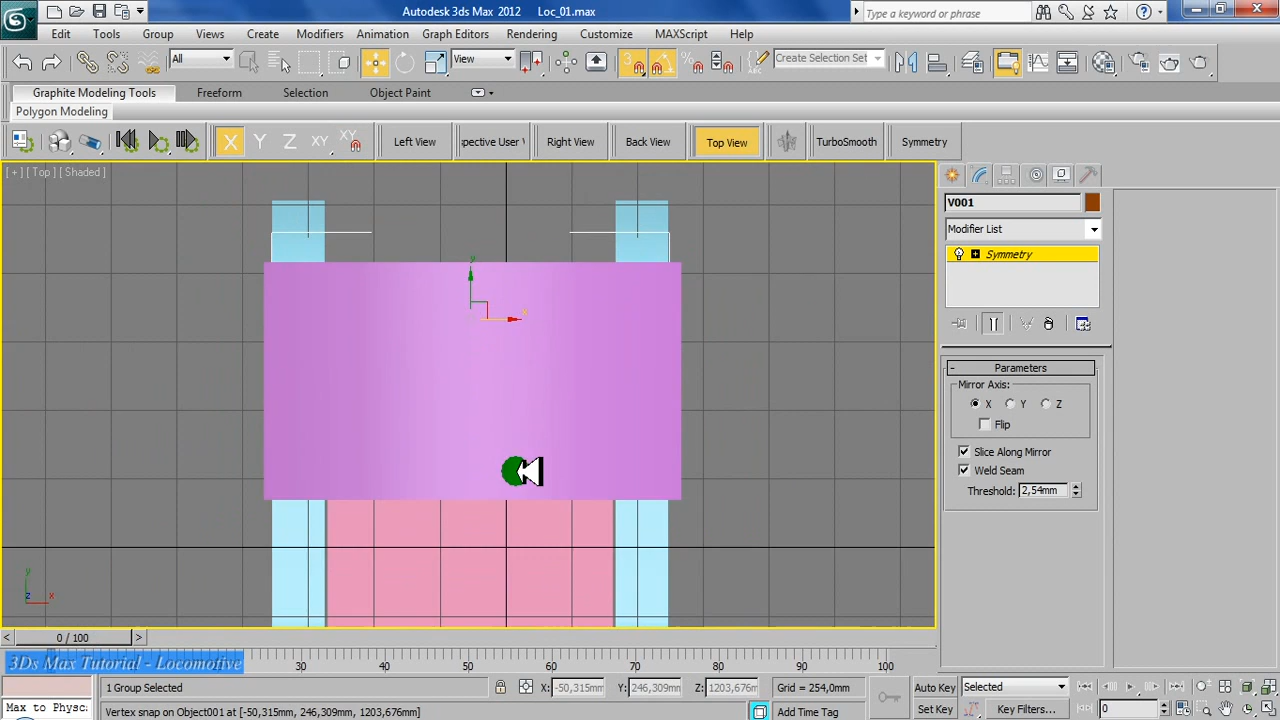 Autodesk 3ds Max 2012 Loc_01.max
Type a keyword or phrase
Edit Tools Group Views Create Modifiers Animation Graph Editors Rendering Customize MAXScript Help
All View 3 Create Selection Set
Graphite Modeling Tools Freeform Selection Object Paint
Polygon Modeling
X Y Z XY XY Left View pective User V Right View Back View Top View TurboSmooth Symmetry
[ + ] [ Top ] [ Shaded ]
V001
Modifier List
Symmetry
y
x
Parameters
Mirror Axis:
X Y Z
Flip
Slice Along Mirror
Weld Seam
Threshold: 2,54mm
y
z x
0 / 100
3Ds Max Tutorial - Locomotive
30 40 50 60 70 80 90 100
1 Group Selected X: -50,315mm Y: 246,309mm Z: 1203,676mm Grid = 254,0mm Auto Key Selected
Max to Physc Vertex snap on Object001 at [-50,315mm, 246,309mm, 1203,676mm] Add Time Tag Set Key Key Filters... 0